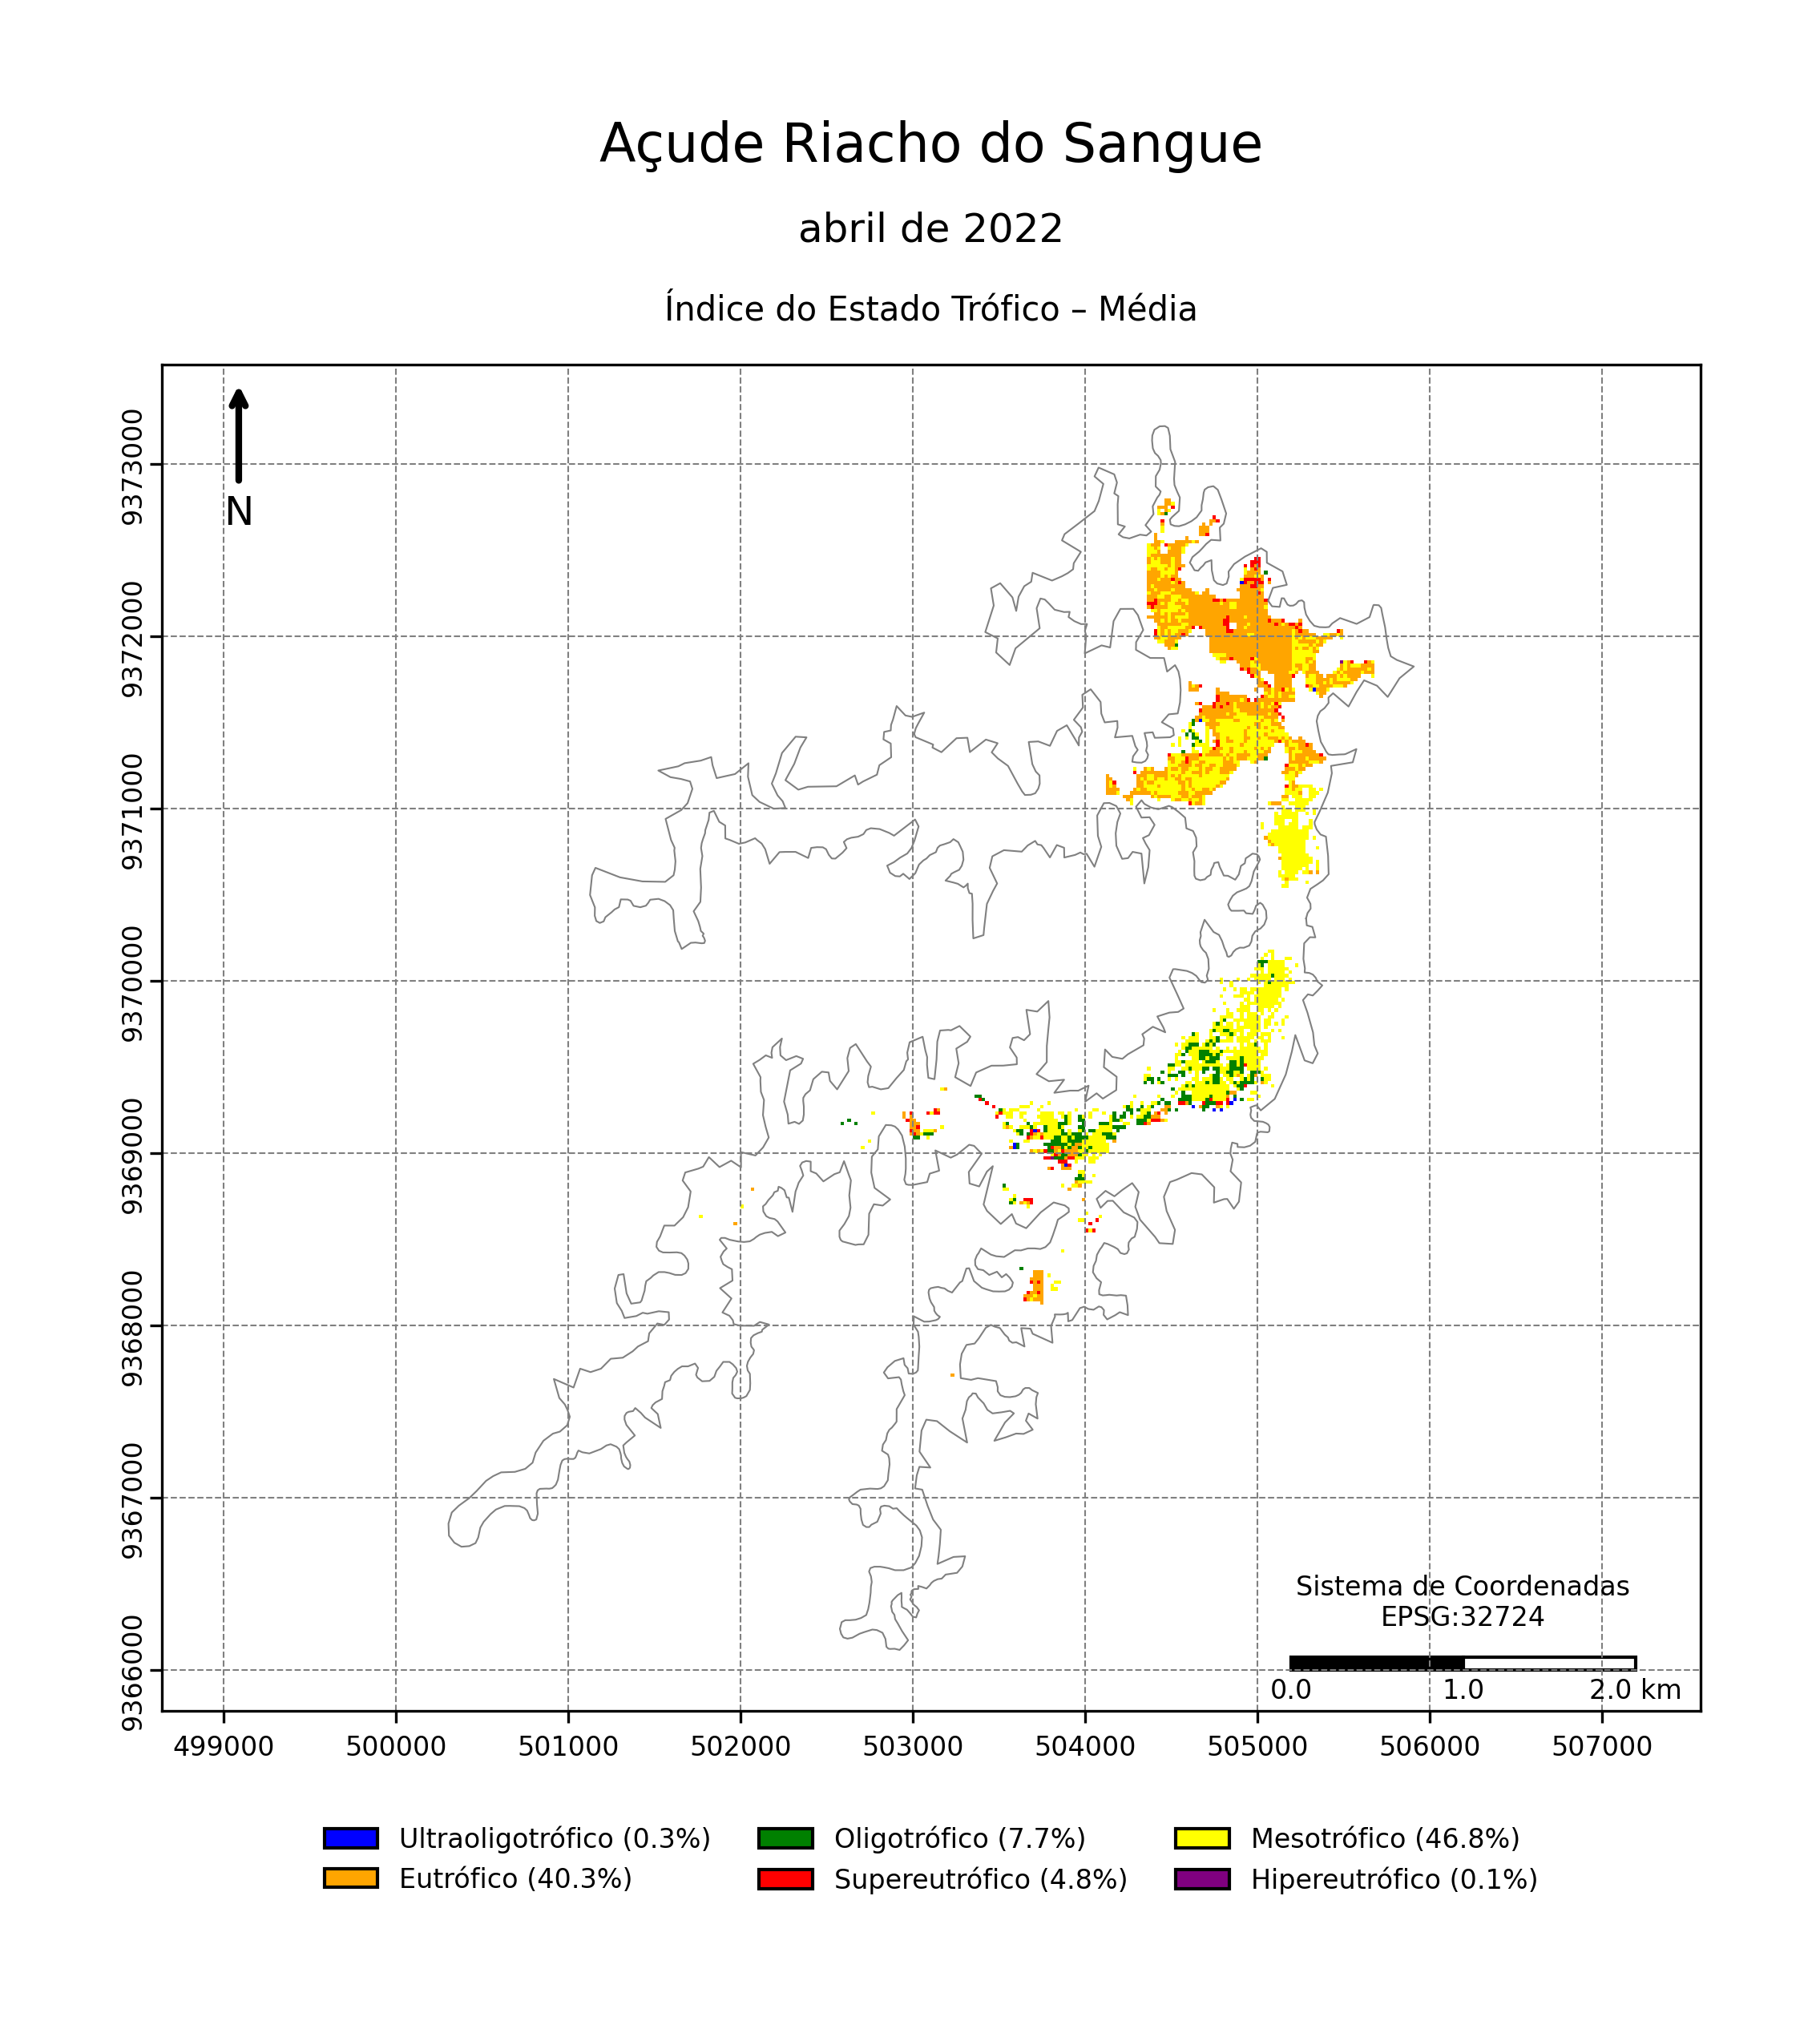 Açude Riacho do Sangue
abril de 2022
Índice do Estado Trófico – Média
N
9373000
9372000
9371000
9370000
9369000
9368000
9367000
9366000
Sistema de Coordenadas
EPSG:32724
0.0 1.0 2.0 km
499000 500000 501000 502000 503000 504000 505000 506000 507000
Ultraoligotrófico (0.3%) Oligotrófico (7.7%) Mesotrófico (46.8%)
Eutrófico (40.3%) Supereutrófico (4.8%) Hipereutrófico (0.1%)